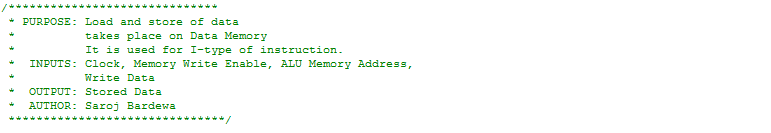 /******************************
* PURPOSE: Load and store of data
* takes place on Data Memory
* It is used for I-type of instruction.
* INPUTS: Clock, Memory Write Enable, ALU Memory Address,
* Write Data
* OUTPUT: Stored Data
* AUTHOR: Saroj Bardewa
*******************************/